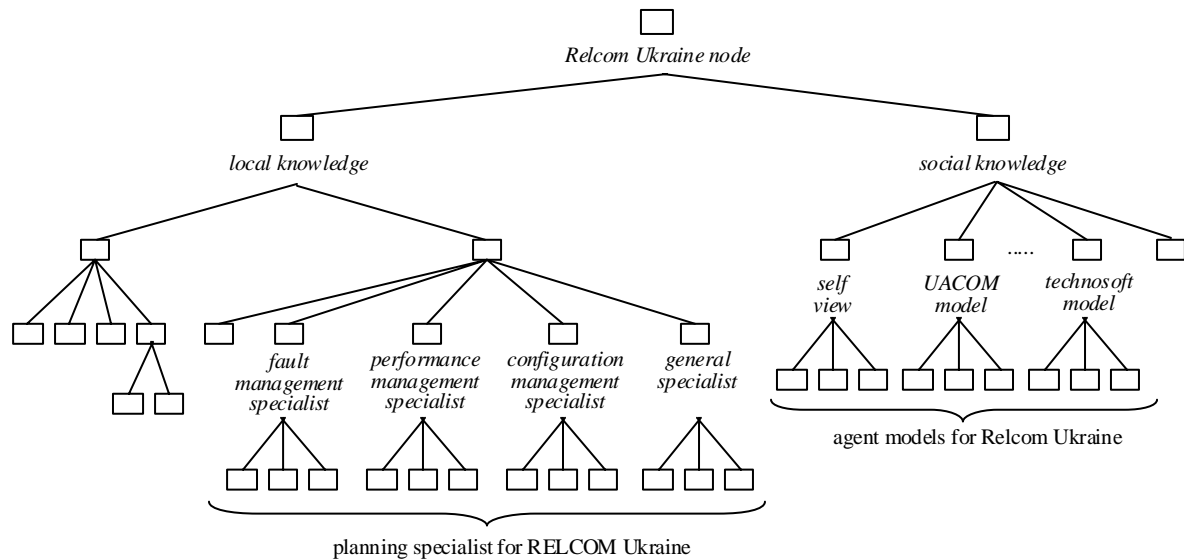 Relcom Ukraine node
local knowledge
social knowledge
.....
self
view
UACOM
model
technosoft
model
fault
management
specialist
performance
management
specialist
configuration
management
specialist
general
specialist
agent models for Relcom Ukraine
planning specialist for RELCOM Ukraine